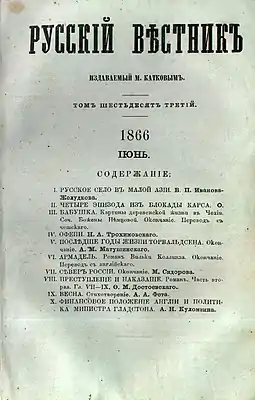 РУССКІЙ ВѢСТНИКЪ
ИЗДАВАЕМЫЙ М. КАТКОВЫМЪ.
ТОМЪ ШЕСТЬДЕСЯТЪ ТРЕТІЙ.
1866
ІЮНЬ.
СОДЕРЖАНІЕ:
I. РУССКОЕ СЕЛО ВЪ МАЛОЙ АЗІИ. В. П. Иванова-
Желудкова.
II. ЧЕТЫРЕ ЭПИЗОДА ИЗЪ БЛОКАДЫ КАРСА. О.
III. БАБУШКА. Картины деревенской жизни въ Чехіи.
Соч. Божены Нѣмцовой. Окончаніе. Переводъ съ
чешскаго.
IV. ОФЕНИ. Н. А. Трохимовскаго.
V. ПОСЛѢДНІЕ ГОДЫ ЖИЗНИ ТОРВАЛЬДСЕНА. Окон-
чаніе. А. М. Матушинскаго.
VI. АРМАДЕЛЬ. Романъ Вильки Коллинза. Окончаніе.
Переводъ съ англійскаго.
VII. СѢВЕРЪ РОССІИ. Окончаніе. М. Сидорова.
VIII. ПРЕСТУПЛЕНІЕ И НАКАЗАНІЕ. Романъ. Часть вто-
рая. Гл. VII—IX. Ѳ. М. Достоевскаго.
IX. ВЕСНА. Стихотвореніе. А. А. Фета.
X. ФИНАНСОВОЕ ПОЛОЖЕНІЕ АНГЛІИ И ПОЛИТИ-
КА МИНИСТРА ГЛАДСТОНА. А. Н. Куломзина.